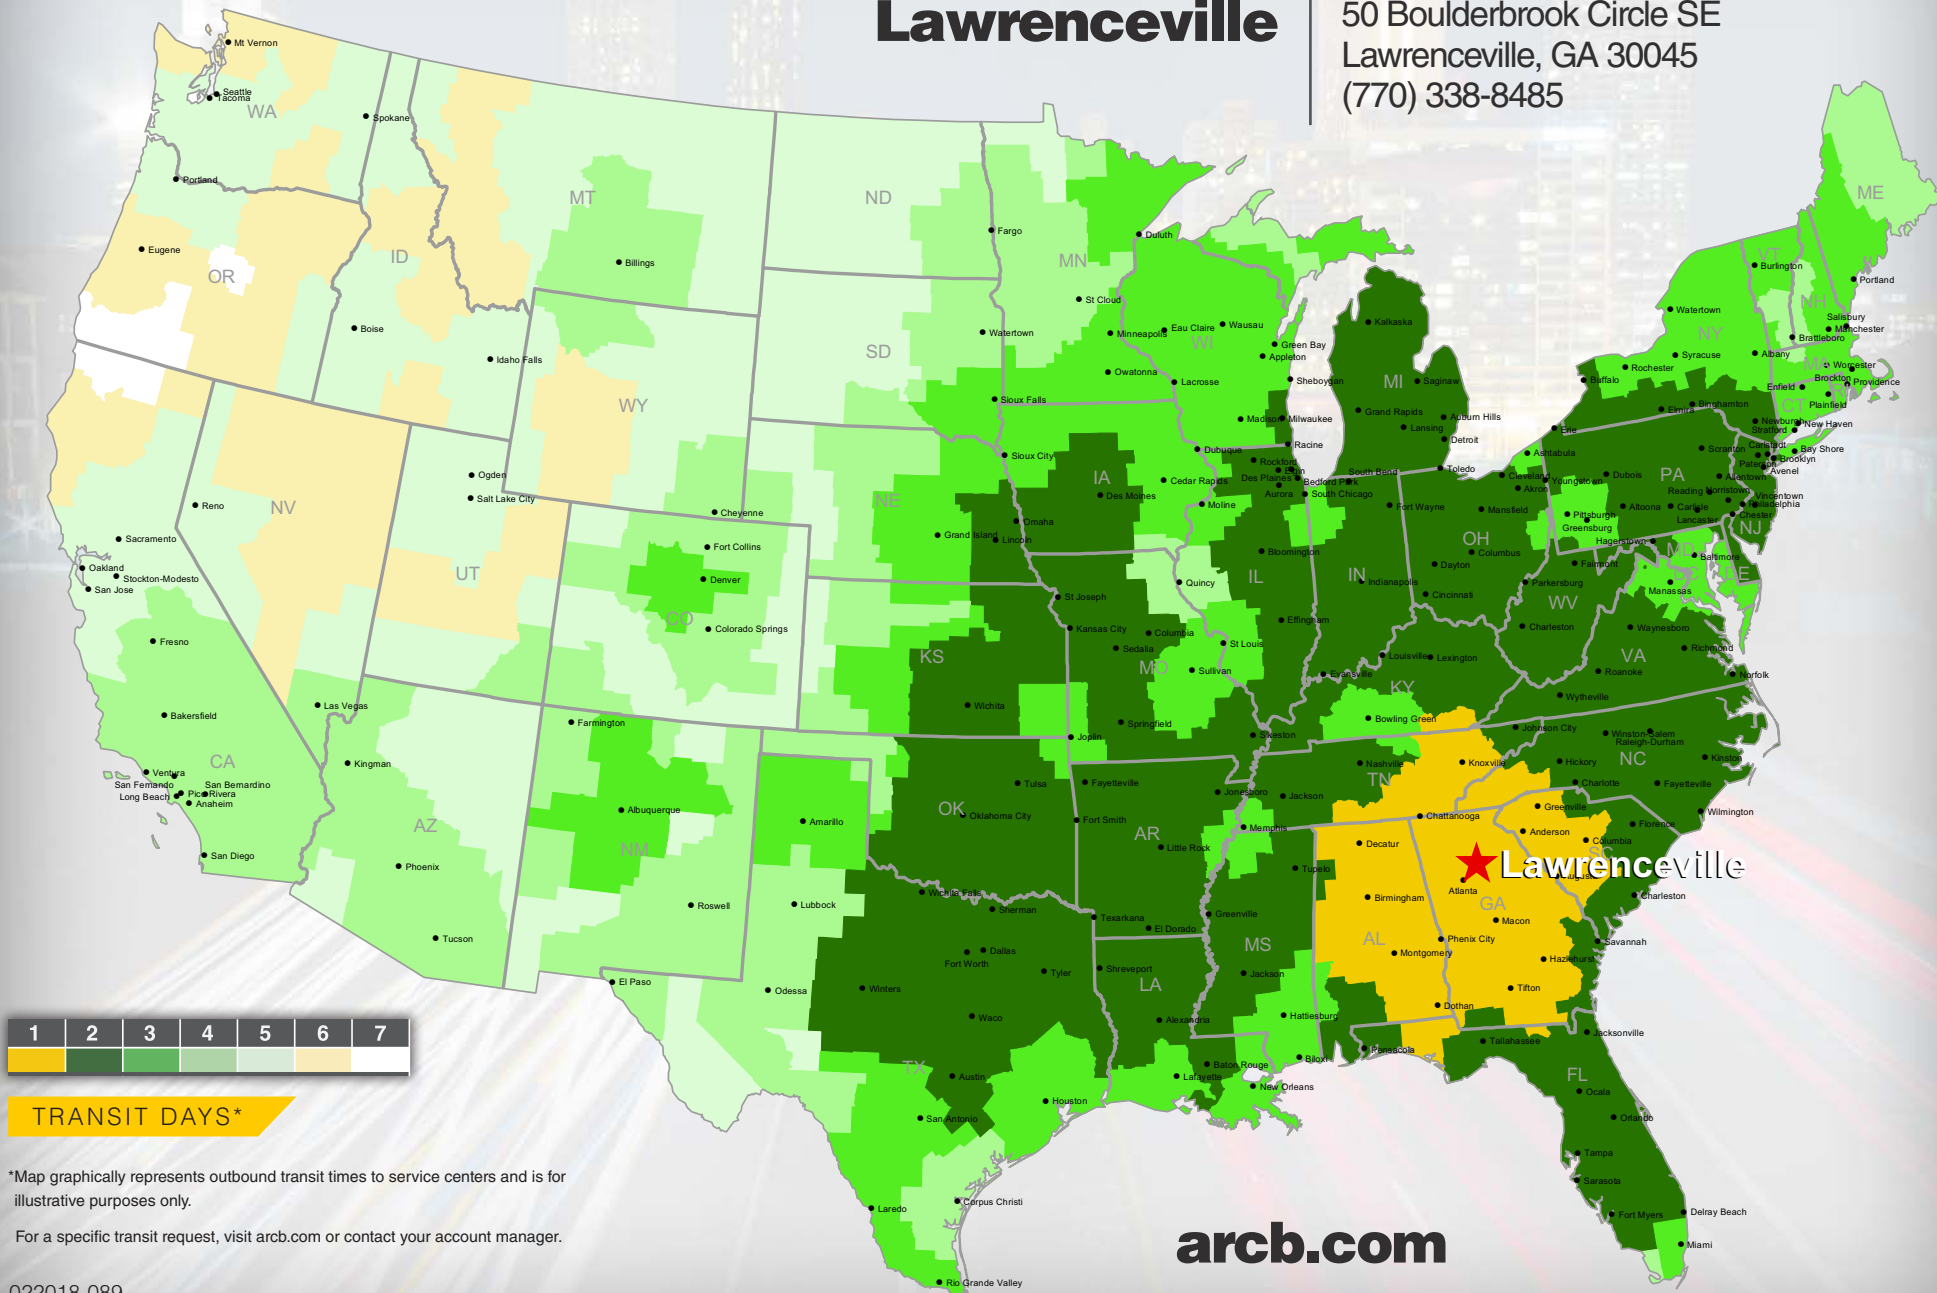 Lawrenceville
50 Boulderbrook Circle SE
Lawrenceville, GA 30045
(770) 338-8485
Mt Vernon
Seattle
Tacoma
WA
Spokane
Portland
Eugene
OR
ID
Boise
Idaho Falls
MT
Billings
ND
Fargo
MN
Duluth
St Cloud
Minneapolis
Eau Claire
Wausau
WI
Green Bay
Appleton
Watertown
SD
Owatonna
Lacrosse
Sheboygan
Sioux Falls
Madison
Milwaukee
Racine
WY
Cheyenne
Ogden
Salt Lake City
Reno
NV
UT
Sacramento
Oakland
Stockton-Modesto
San Jose
Fresno
Bakersfield
CA
Ventura
San Fernando
San Bernardino
Pico Rivera
Long Beach
Anaheim
San Diego
Las Vegas
Kingman
AZ
Phoenix
Tucson
Fort Collins
Denver
CO
Colorado Springs
Farmington
Albuquerque
NM
Roswell
El Paso
NE
Grand Island
Lincoln
Omaha
Sioux City
IA
Des Moines
Cedar Rapids
Dubuque
Moline
KS
Wichita
St Joseph
Kansas City
Columbia
Sedalia
MO
St Louis
Sullivan
Springfield
Joplin
Sikeston
Quincy
Rockford
Elgin
Des Plaines
Bedford Park
Aurora
South Chicago
South Bend
Bloomington
IL
Effingham
IN
Indianapolis
Fort Wayne
Evansville
Kalkaska
MI
Saginaw
Grand Rapids
Lansing
Auburn Hills
Detroit
Toledo
Cleveland
Akron
Ashtabula
Youngstown
Mansfield
OH
Columbus
Dayton
Cincinnati
Louisville
Lexington
KY
Bowling Green
Parkersburg
WV
Charleston
Fairmont
Erie
Dubois
PA
Pittsburgh
Greensburg
Altoona
Carlisle
Lancaster
Reading
Norristown
Allentown
Scranton
Vincentown
Philadelphia
Chester
NJ
Hagerstown
MD
Baltimore
DC
DE
Manassas
Waynesboro
VA
Richmond
Roanoke
Norfolk
Wytheville
Buffalo
Rochester
Syracuse
Watertown
NY
Albany
Elmira
Binghamton
Newburgh
Stratford
New Haven
Carlstadt
Bay Shore
Paterson
Brooklyn
Avenel
VT
Burlington
NH
Brattleboro
Salisbury
Manchester
Portland
ME
MA
Worcester
Brockton
Providence
Enfield
CT
Plainfield
Johnson City
Winston-Salem
Raleigh-Durham
Hickory
NC
Kinston
Charlotte
Fayetteville
Wilmington
Greenville
Anderson
Florence
Columbia
SC
Augusta
Charleston
Knoxville
Nashville
TN
Jackson
Chattanooga
Memphis
Lawrenceville
Atlanta
GA
Macon
Phenix City
Hazlehurst
Savannah
Tifton
Decatur
Birmingham
AL
Montgomery
Dothan
Tupelo
Greenville
MS
Jackson
Hattiesburg
Biloxi
Pensacola
Tallahassee
Jacksonville
FL
Ocala
Orlando
Tampa
Sarasota
Fort Myers
Delray Beach
Miami
Tulsa
OK
Oklahoma City
Fayetteville
Fort Smith
AR
Jonesboro
Little Rock
Texarkana
El Dorado
Shreveport
LA
Alexandria
Baton Rouge
Lafayette
New Orleans
Amarillo
Lubbock
Wichita Falls
Sherman
Dallas
Fort Worth
Tyler
Odessa
Winters
Waco
TX
Austin
San Antonio
Houston
Corpus Christi
Laredo
Rio Grande Valley
1 2 3 4 5 6 7
TRANSIT DAYS*
*Map graphically represents outbound transit times to service centers and is for
illustrative purposes only.
For a specific transit request, visit arcb.com or contact your account manager.
arcb.com
022018-089